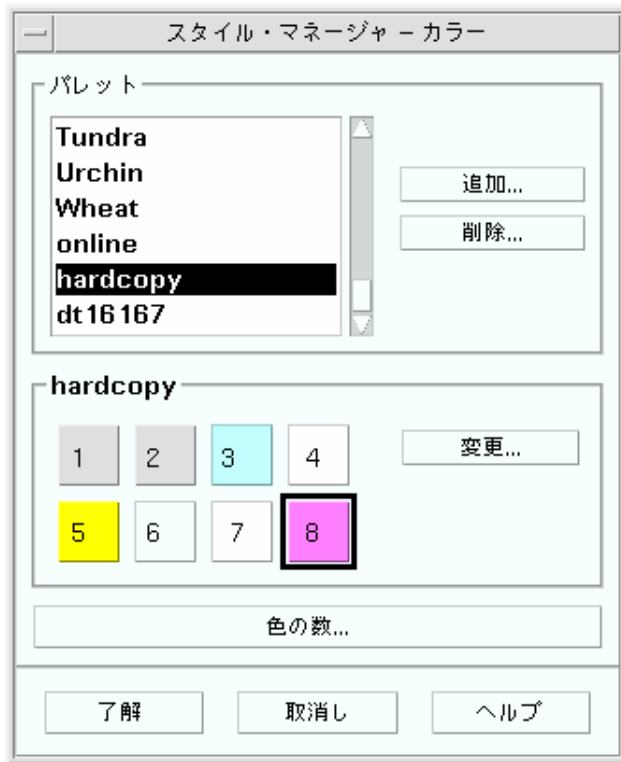 スタイル・マネージャ – カラー
パレット
Tundra
Urchin
Wheat
online
hardcopy
dt16167
追加...
削除...
hardcopy
1 2 3 4
変更...
5 6 7 8
色の数...
了解 取消し ヘルプ